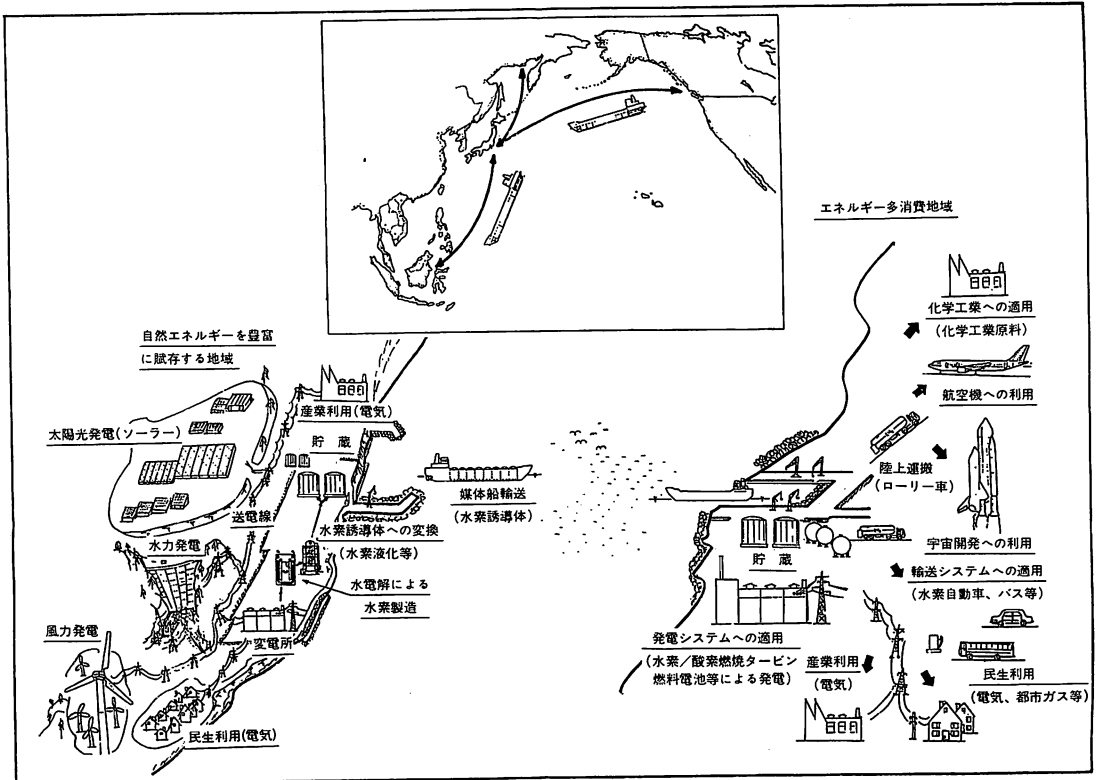 エネルギー多消費地域
化学工業への適用
(化学工業原料)
航空機への利用
陸上運搬
(ローリー車)
宇宙開発への利用
輸送システムへの適用
(水素自動車、バス等)
民生利用
(電気、都市ガス等)
貯蔵
発電システムへの適用
(水素/酸素燃焼タービン
燃料電池等による発電)
産業利用
(電気)
自然エネルギーを豊富
に賦存する地域
産業利用(電気)
太陽光発電(ソーラー)
貯蔵
媒体船輸送
(水素誘導体)
送電線
水素誘導体への変換
(水素液化等)
水力発電
水電解による
水素製造
風力発電
変電所
民生利用(電気)